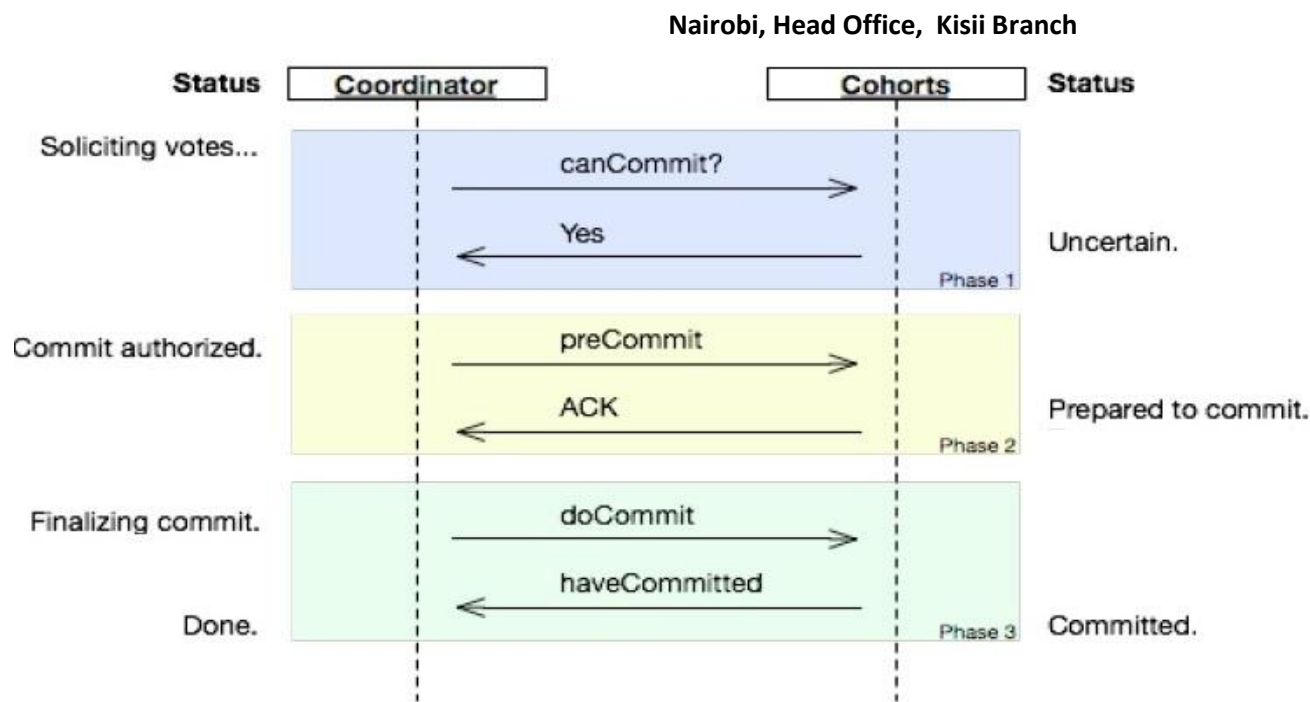 Nairobi, Head Office, Kisii Branch
Status Coordinator Cohorts Status
Soliciting votes...
canCommit?
Yes
Uncertain.
Phase 1
Commit authorized.
preCommit
ACK
Prepared to commit.
Phase 2
Finalizing commit.
doCommit
haveCommitted
Done.
Phase 3
Committed.